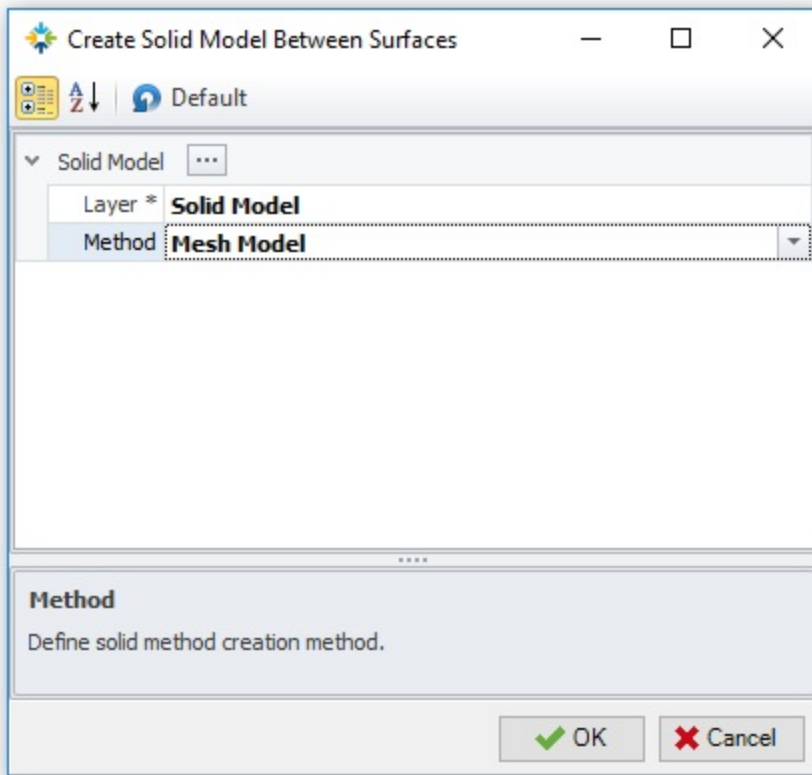 Create Solid Model Between Surfaces
AZ Default
Solid Model ...
Layer * Solid Model
Method Mesh Model
Method
Define solid method creation method.
OK Cancel